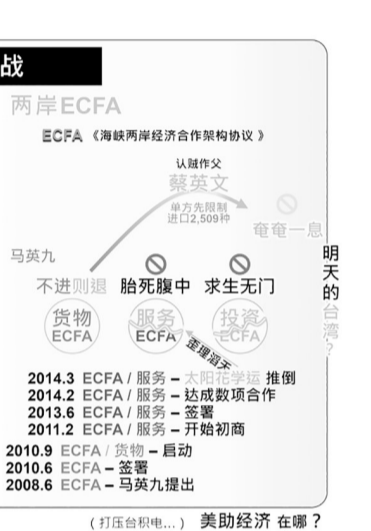 战
两岸ECFA
ECFA 《海峡两岸经济合作架构协议 》
认贼作父
蔡英文
单方先限制
进口2,509种
奄奄一息
马英九
不进则退 胎死腹中 求生无门
货物 服务 投资
ECFA ECFA ECFA
歪理滔天
明天的台湾?
2014.3 ECFA / 服务 – 太阳花学运 推倒
2014.2 ECFA / 服务 – 达成数项合作
2013.6 ECFA / 服务 – 签署
2011.2 ECFA / 服务 – 开始初商
2010.9 ECFA / 货物 – 启动
2010.6 ECFA – 签署
2008.6 ECFA – 马英九提出
( 打压台积电... ) 美助经济 在哪 ?